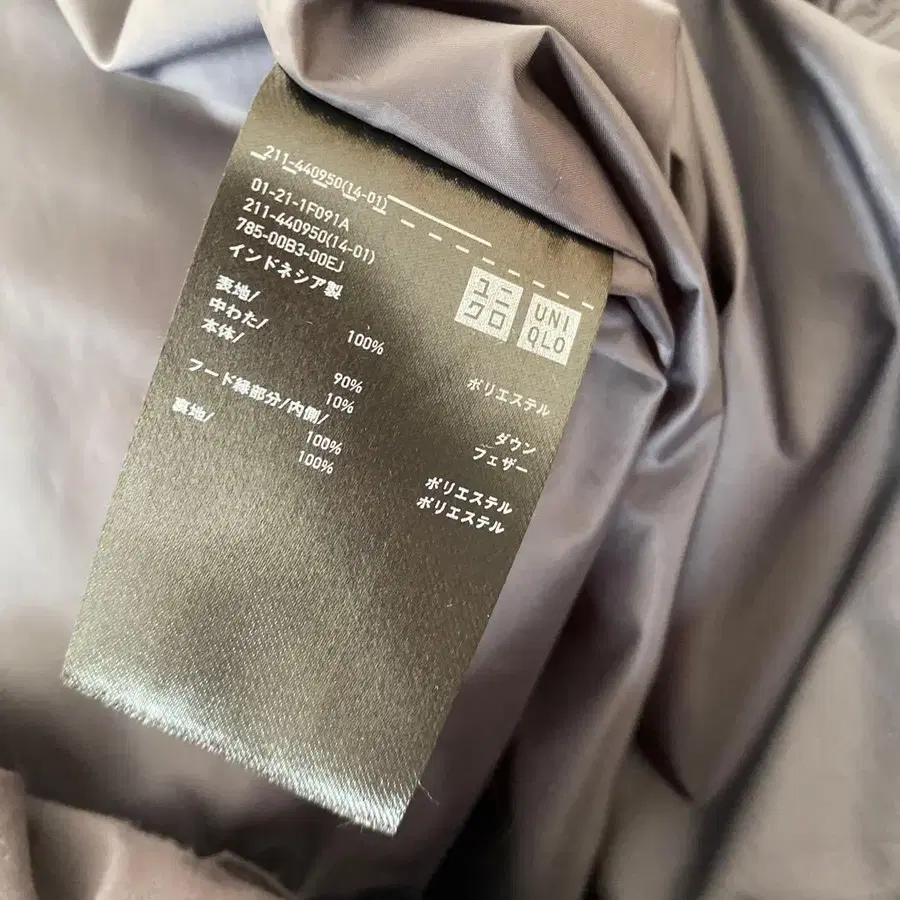 211-440950(14-01)
01-21-1F091A
211-440950(14-01)
785-00B3-00EJ
インドネシア製
ユニ
クロ
UNI
QLO
表地/ 100% ポリエステル
中わた/
本体/ 90% ダウン
10% フェザー
フード縁部分/内側/ 100% ポリエステル
裏地/ 100% ポリエステル